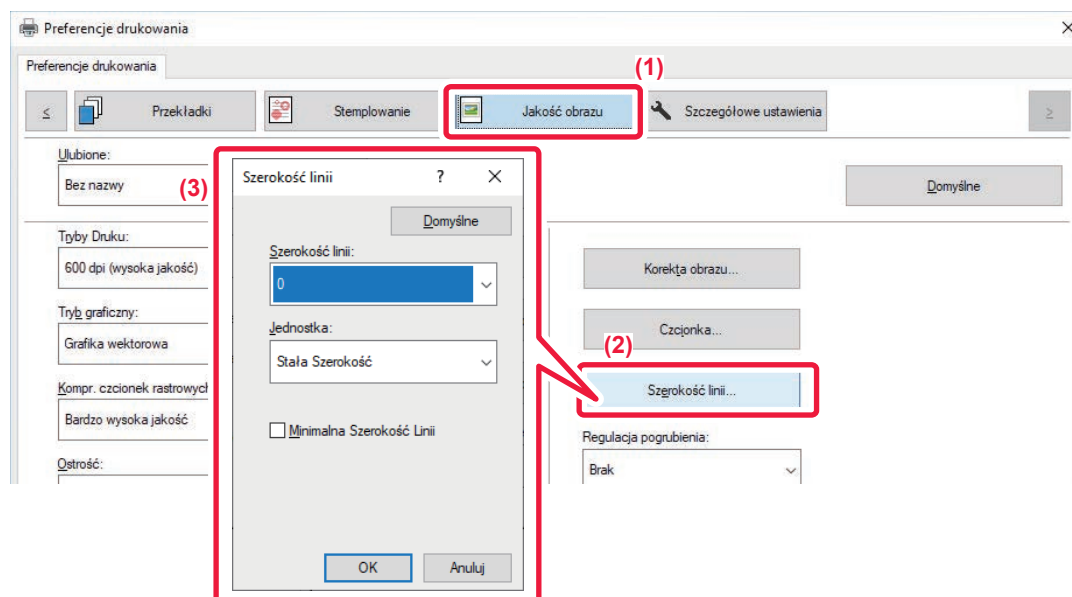 Preferencje drukowania
Preferencje drukowania
(1)
≤
Przekładki
Stemplowanie
Jakość obrazu
Szczegółowe ustawienia
≥
Ulubione:
Bez nazwy
Domyślne
(3)
Szerokość linii
?
Domyślne
Szerokość linii:
0
Jednostka:
Stała Szerokość
Minimalna Szerokość Linii
OK
Anuluj
Tryby Druku:
600 dpi (wysoka jakość)
Tryb graficzny:
Grafika wektorowa
Kompr. czcionek rastrowych
Bardzo wysoka jakość
Ostrość:
Korekta obrazu...
Czcionka...
(2)
Szerokość linii...
Regulacja pogrubienia:
Brak